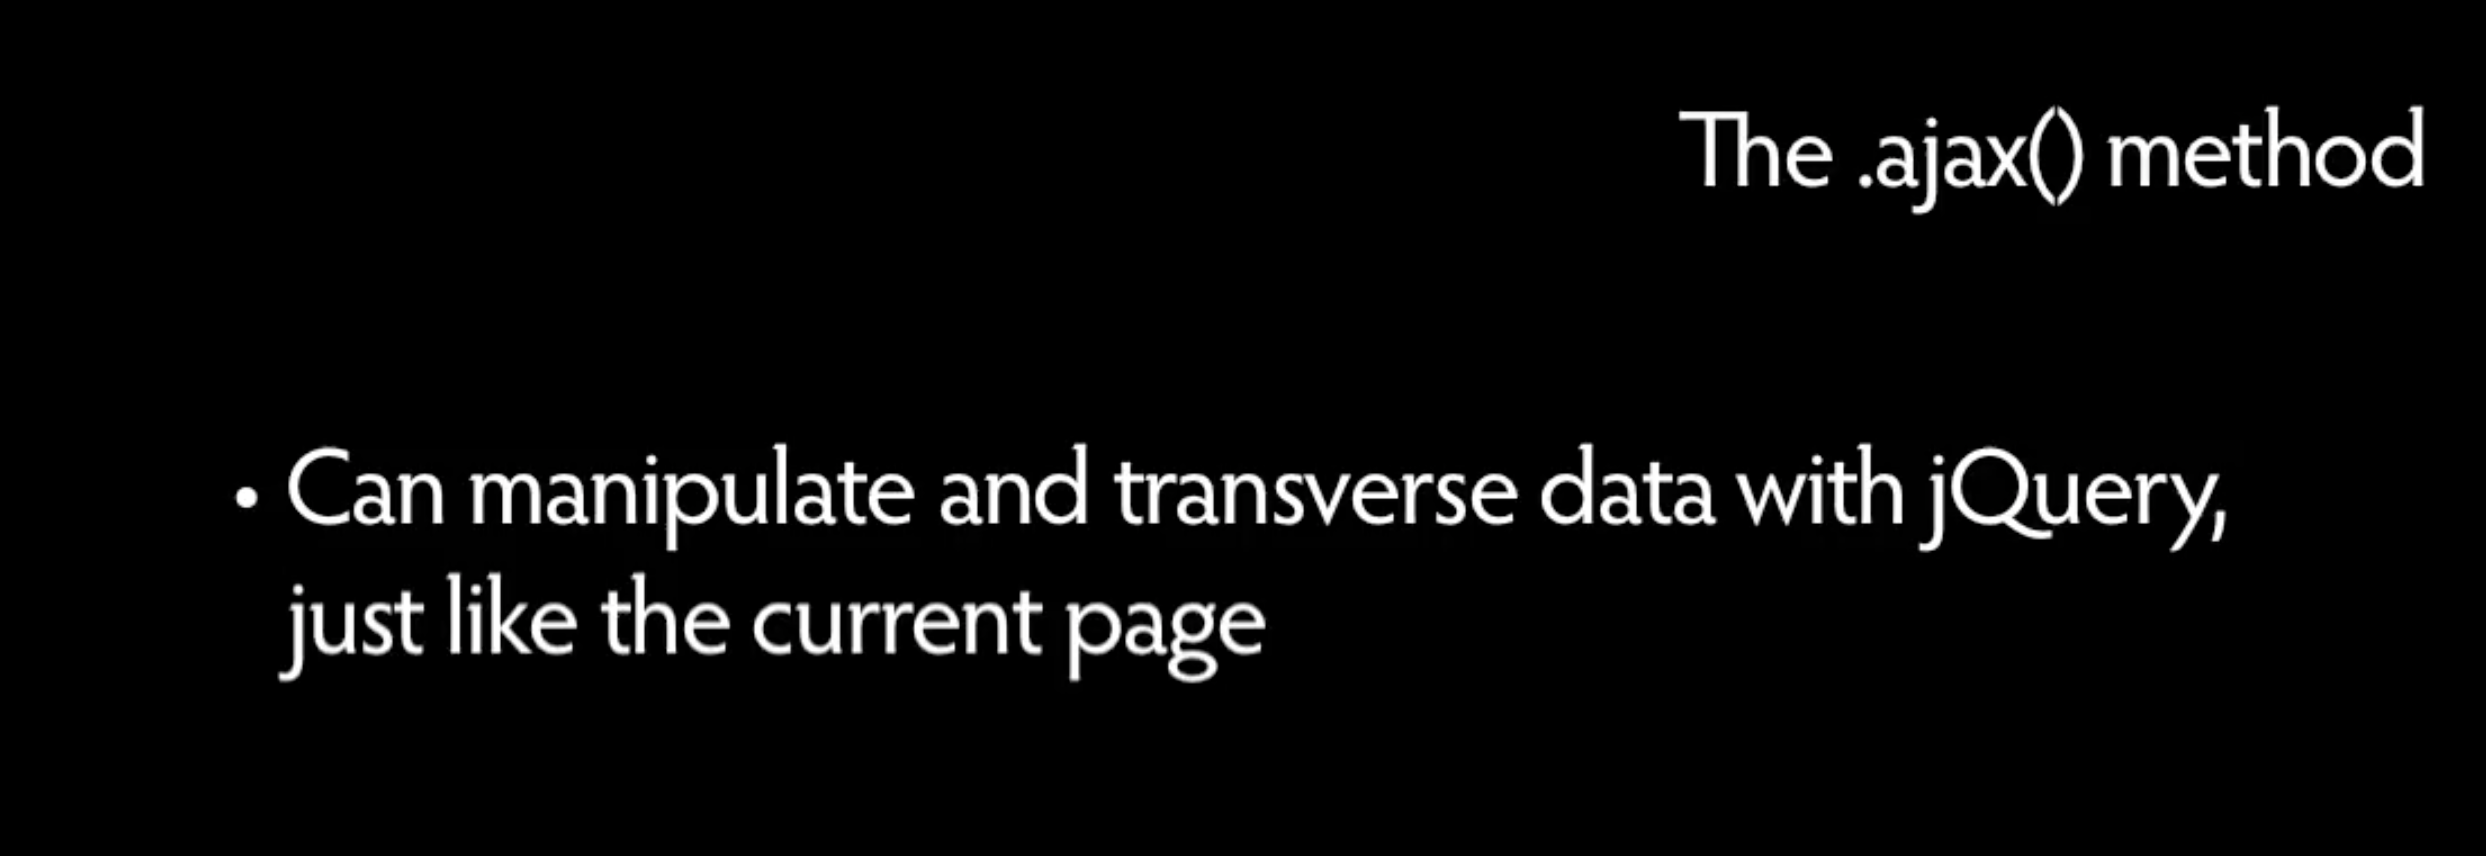 The .ajax() method
• Can manipulate and transverse data with jQuery,
just like the current page